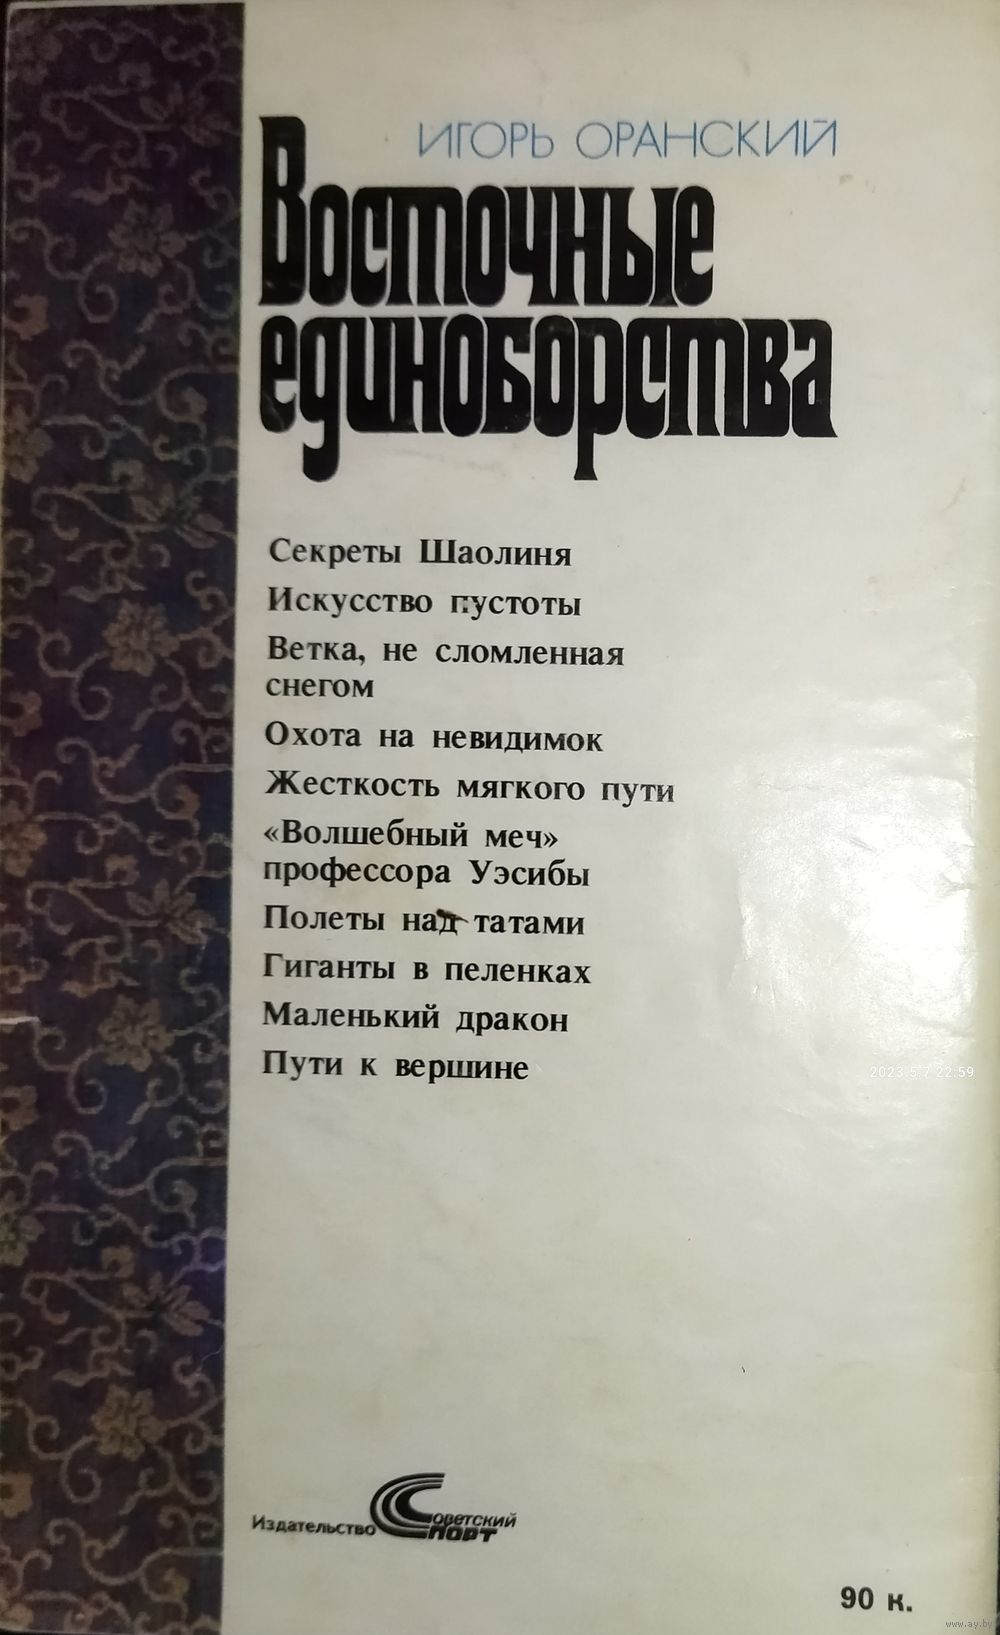 ИГОРЬ ОРАНСКИЙ
Восточные
единоборства
Секреты Шаолиня
Искусство пустоты
Ветка, не сломленная
снегом
Охота на невидимок
Жесткость мягкого пути
«Волшебный меч»
профессора Уэсибы
Полеты над татами
Гиганты в пеленках
Маленький дракон
Пути к вершине
2023.5.7 22:59
Издательство Советский
Спорт
90 к.
www.ay.by